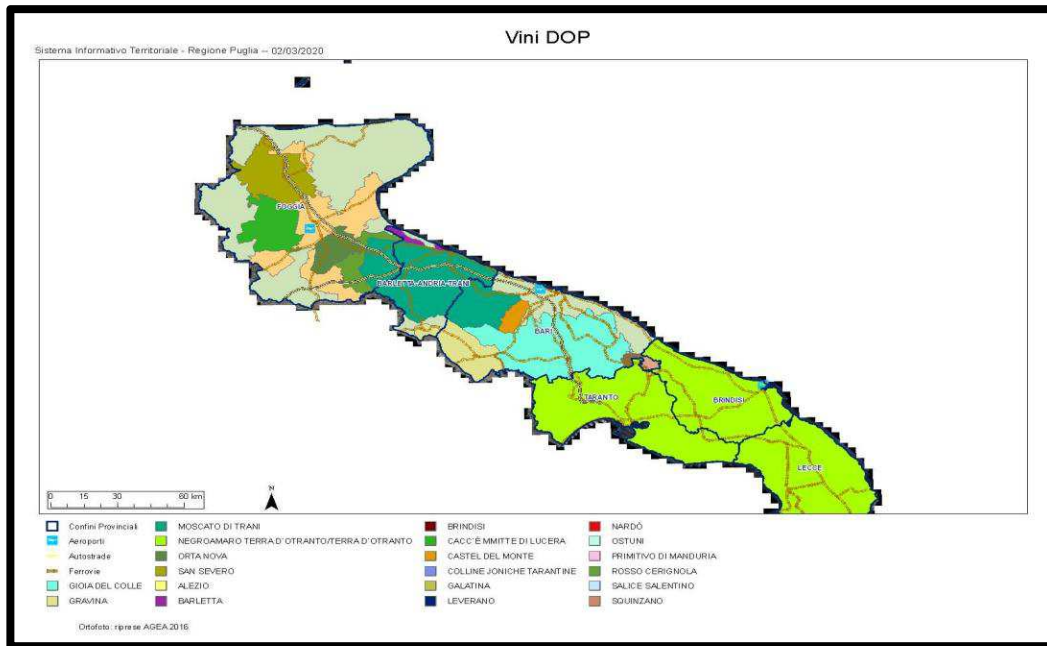 Vini DOP
Sistema Informativo Territoriale - Regione Puglia -- 02/03/2020
FOGGIA
BARLETTA-ANDRIA-TRANI
BARI
TARANTO
BRINDISI
LECCE
0 15 30 60 km
N
Confini Provinciali
Aeroporti
Autostrade
Ferrovie
GIOIA DEL COLLE
GRAVINA
MOSCATO DI TRANI
NEGROAMARO TERRA D'OTRANTO/TERRA D'OTRANTO
ORTA NOVA
SAN SEVERO
ALEZIO
BARLETTA
BRINDISI
CACC'È MMITTE DI LUCERA
CASTEL DEL MONTE
COLLINE JONICHE TARANTINE
GALATINA
LEVERANO
NARDÒ
OSTUNI
PRIMITIVO DI MANDURIA
ROSSO CERIGNOLA
SALICE SALENTINO
SQUINZANO
Ortofoto: riprese AGEA 2016